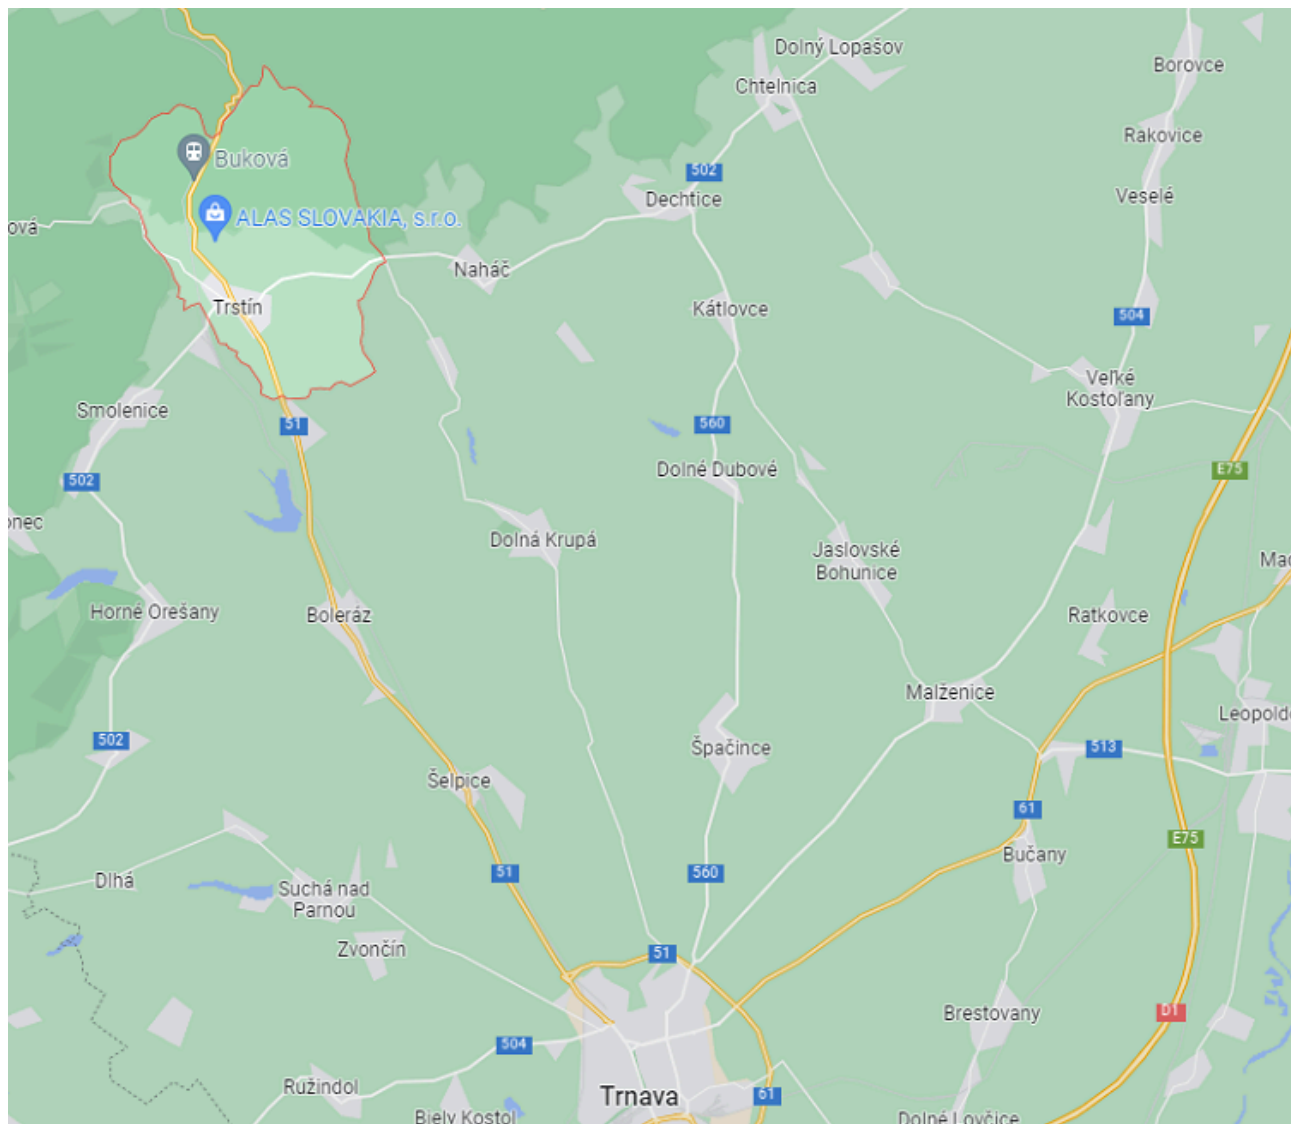 Dolný Lopašov
Borovce
Chtelnica
Rakovice
Buková
502
Dechtice
Veselé
ALAS SLOVAKIA, s.r.o.
ová
Naháč
Trstín
Kátlovce
504
Veľké
Kostoľany
Smolenice
51
560
Dolné Dubové
E75
502
onec
Dolná Krupá
Jaslovské
Bohunice
Mad
Horné Orešany
Boleráz
Ratkovce
Malženice
Leopoldo
502
Špačince
513
Šelpice
61
E75
Bučany
51
560
Dlhá
Suchá nad
Parnou
Zvončín
51
Brestovany
D1
504
Ružindol
Trnava
61
Biely Kostol
Dolné Lovčice